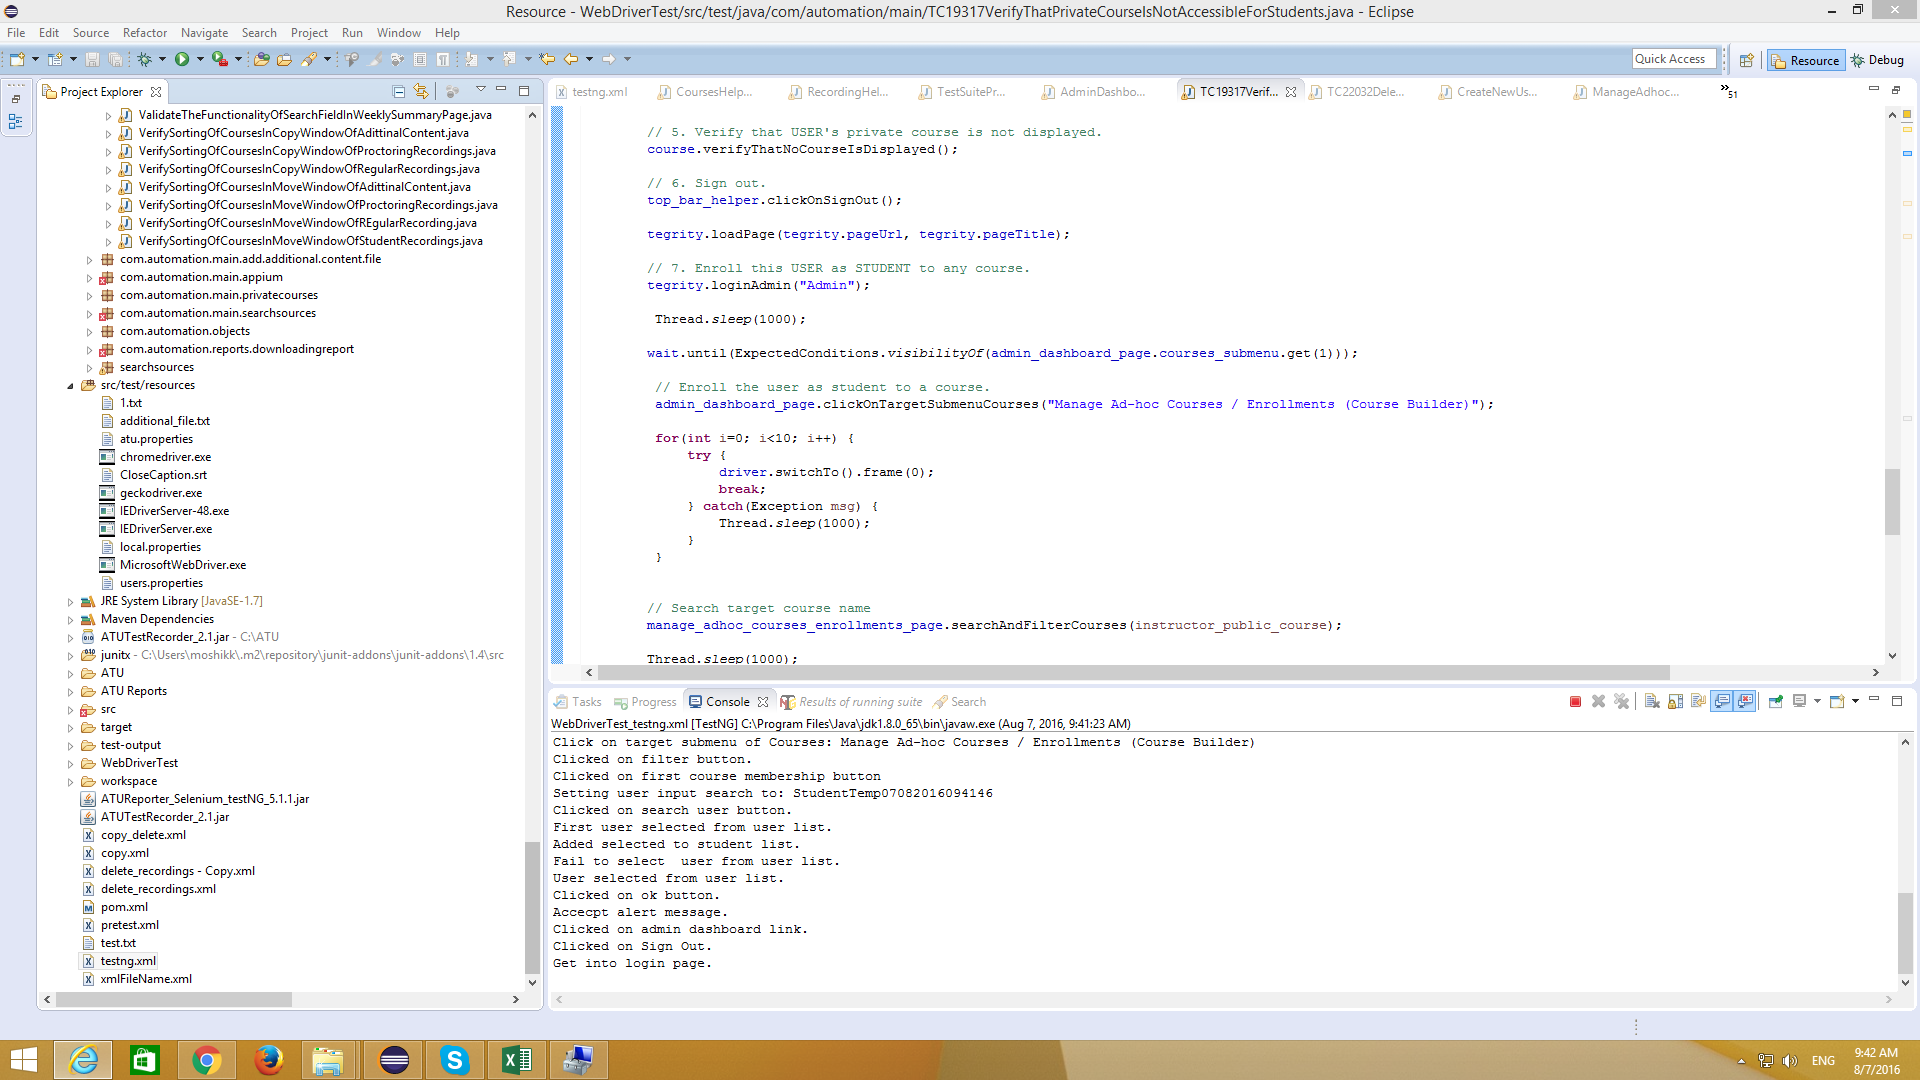 Resource - WebDriverTest/src/test/java/com/automation/main/TC19317VerifyThatPrivateCourseIsNotAccessibleForStudents.java - Eclipse
File Edit Source Refactor Navigate Search Project Run Window Help
Quick Access Resource Debug
Project Explorer
ValidateTheFunctionalityOfSearchFieldInWeeklySummaryPage.java
VerifySortingOfCoursesInCopyWindowOfAdittinalContent.java
VerifySortingOfCoursesInCopyWindowOfProctoringRecordings.java
VerifySortingOfCoursesInCopyWindowOfRegularRecordings.java
VerifySortingOfCoursesInMoveWindowOfAdittinalContent.java
VerifySortingOfCoursesInMoveWindowOfProctoringRecordings.java
VerifySortingOfCoursesInMoveWindowOfREgularRecording.java
VerifySortingOfCoursesInMoveWindowOfStudentRecordings.java
com.automation.main.add.additional.content.file
com.automation.main.appium
com.automation.main.privatecourses
com.automation.main.searchsources
com.automation.objects
com.automation.reports.downloadingreport
searchsources
src/test/resources
1.txt
additional_file.txt
atu.properties
chromedriver.exe
CloseCaption.srt
geckodriver.exe
IEDriverServer-48.exe
IEDriverServer.exe
local.properties
MicrosoftWebDriver.exe
users.properties
JRE System Library [JavaSE-1.7]
Maven Dependencies
ATUTestRecorder_2.1.jar - C:\ATU
junitx - C:\Users\moshikk\.m2\repository\junit-addons\junit-addons\1.4\src
ATU
ATU Reports
src
target
test-output
WebDriverTest
workspace
ATUReporter_Selenium_testNG_5.1.1.jar
ATUTestRecorder_2.1.jar
copy_delete.xml
copy.xml
delete_recordings - Copy.xml
delete_recordings.xml
pom.xml
pretest.xml
test.txt
testng.xml
xmlFileName.xml
testng.xml CoursesHelp... RecordingHel... TestSuitePr... AdminDashbo... TC19317Verif... TC22032Dele... CreateNewUs... ManageAdhoc... »51
// 5. Verify that USER's private course is not displayed.
course.verifyThatNoCourseIsDisplayed();
// 6. Sign out.
top_bar_helper.clickOnSignOut();
tegrity.loadPage(tegrity.pageUrl, tegrity.pageTitle);
// 7. Enroll this USER as STUDENT to any course.
tegrity.loginAdmin("Admin");
Thread.sleep(1000);
wait.until(ExpectedConditions.visibilityOf(admin_dashboard_page.courses_submenu.get(1)));
// Enroll the user as student to a course.
admin_dashboard_page.clickOnTargetSubmenuCourses("Manage Ad-hoc Courses / Enrollments (Course Builder)");
for(int i=0; i<10; i++) {
try {
driver.switchTo().frame(0);
break;
} catch(Exception msg) {
Thread.sleep(1000);
}
}
// Search target course name
manage_adhoc_courses_enrollments_page.searchAndFilterCourses(instructor_public_course);
Thread.sleep(1000);
Tasks Progress Console Results of running suite Search
WebDriverTest_testng.xml [TestNG] C:\Program Files\Java\jdk1.8.0_65\bin\javaw.exe (Aug 7, 2016, 9:41:23 AM)
Click on target submenu of Courses: Manage Ad-hoc Courses / Enrollments (Course Builder)
Clicked on filter button.
Clicked on first course membership button
Setting user input search to: StudentTemp07082016094146
Clicked on search user button.
First user selected from user list.
Added selected to student list.
Fail to select  user from user list.
User selected from user list.
Clicked on ok button.
Accecpt alert message.
Clicked on admin dashboard link.
Clicked on Sign Out.
Get into login page.
ENG
9:42 AM
8/7/2016